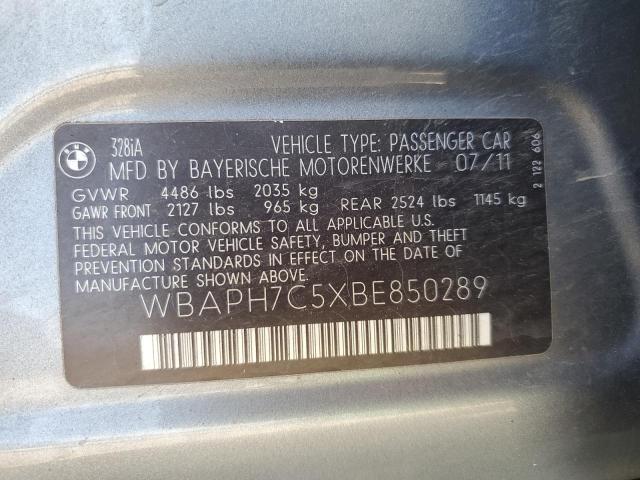 BMW
328iA VEHICLE TYPE: PASSENGER CAR
MFD BY BAYERISCHE MOTORENWERKE 07/11
GVWR 4486 lbs 2035 kg
GAWR FRONT 2127 lbs 965 kg REAR 2524 lbs 1145 kg
THIS VEHICLE CONFORMS TO ALL APPLICABLE U.S.
FEDERAL MOTOR VEHICLE SAFETY, BUMPER AND THEFT
PREVENTION STANDARDS IN EFFECT ON THE DATE OF
MANUFACTURE SHOWN ABOVE.
WBAPH7C5XBE850289
2 122 606